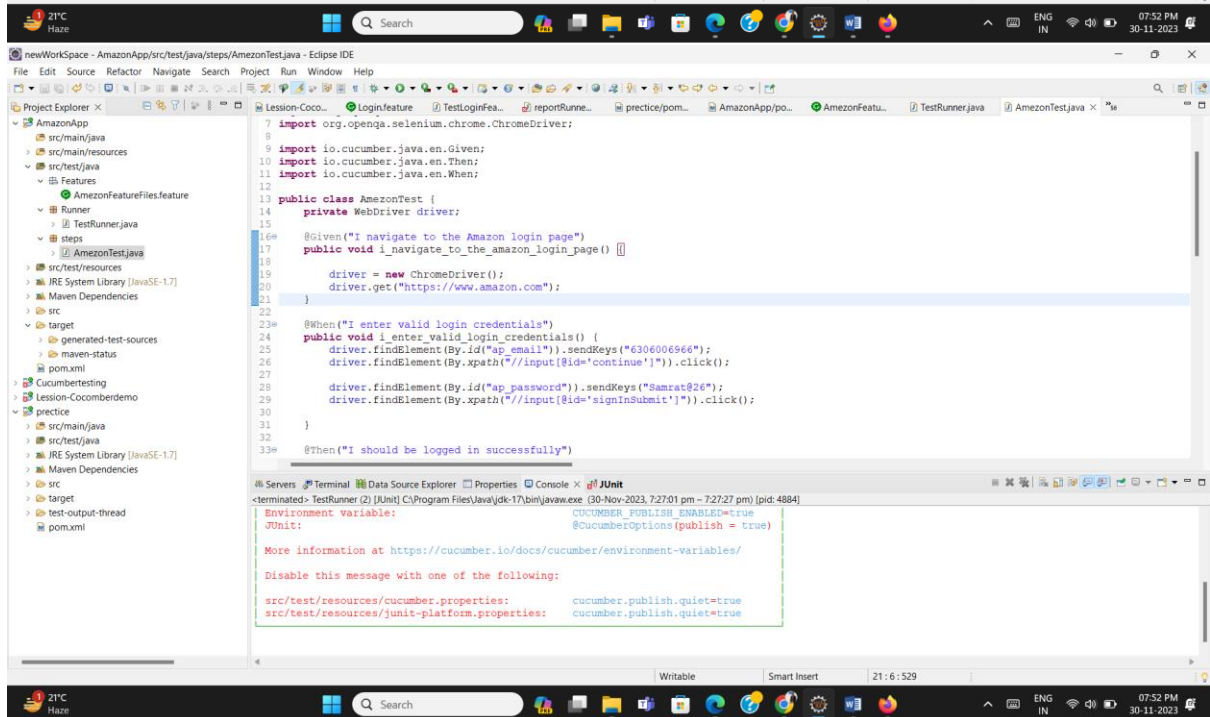 21°C
Haze
Search
ENG
IN
07:52 PM
30-11-2023
newWorkSpace - AmazonApp/src/test/java/steps/AmezonTest.java - Eclipse IDE
File Edit Source Refactor Navigate Search Project Run Window Help
Project Explorer
Lession-Coco...
Login.feature
TestLoginFea...
reportRunne...
prectice/pom...
AmazonApp/po...
AmezonFeatu...
TestRunner.java
AmezonTest.java
56
AmazonApp
src/main/java
src/main/resources
src/test/java
Features
AmezonFeatureFiles.feature
Runner
TestRunner.java
steps
AmezonTest.java
src/test/resources
JRE System Library [JavaSE-1.7]
Maven Dependencies
src
target
generated-test-sources
maven-status
pom.xml
Cucumbertesting
Lession-Cocomberdemo
prectice
src/main/java
src/test/java
JRE System Library [JavaSE-1.7]
Maven Dependencies
src
target
test-output-thread
pom.xml
7 import org.openqa.selenium.chrome.ChromeDriver;
8
9 import io.cucumber.java.en.Given;
10 import io.cucumber.java.en.Then;
11 import io.cucumber.java.en.When;
12
13 public class AmezonTest {
14 private WebDriver driver;
15
16 @Given("I navigate to the Amazon login page")
17 public void i_navigate_to_the_amazon_login_page() {
18
19 driver = new ChromeDriver();
20 driver.get("https://www.amazon.com");
21 }
22
23 @When("I enter valid login credentials")
24 public void i_enter_valid_login_credentials() {
25 driver.findElement(By.id("ap_email")).sendKeys("6306006966");
26 driver.findElement(By.xpath("//input[@id='continue']")).click();
27
28 driver.findElement(By.id("ap_password")).sendKeys("Samrat@26");
29 driver.findElement(By.xpath("//input[@id='signInSubmit']")).click();
30
31 }
32
33 @Then("I should be logged in successfully")
Servers Terminal Data Source Explorer Properties Console JUnit
<terminated> TestRunner (2) [JUnit] C:\Program Files\Java\jdk-17\bin\javaw.exe (30-Nov-2023, 7:27:01 pm – 7:27:27 pm) [pid: 4884]
Environment variable: CUCUMBER_PUBLISH_ENABLED=true
JUnit: @CucumberOptions(publish = true)
More information at https://cucumber.io/docs/cucumber/environment-variables/
Disable this message with one of the following:
src/test/resources/cucumber.properties: cucumber.publish.quiet=true
src/test/resources/junit-platform.properties: cucumber.publish.quiet=true
Writable
Smart Insert
21 : 6 : 529
21°C
Haze
Search
ENG
IN
07:52 PM
30-11-2023